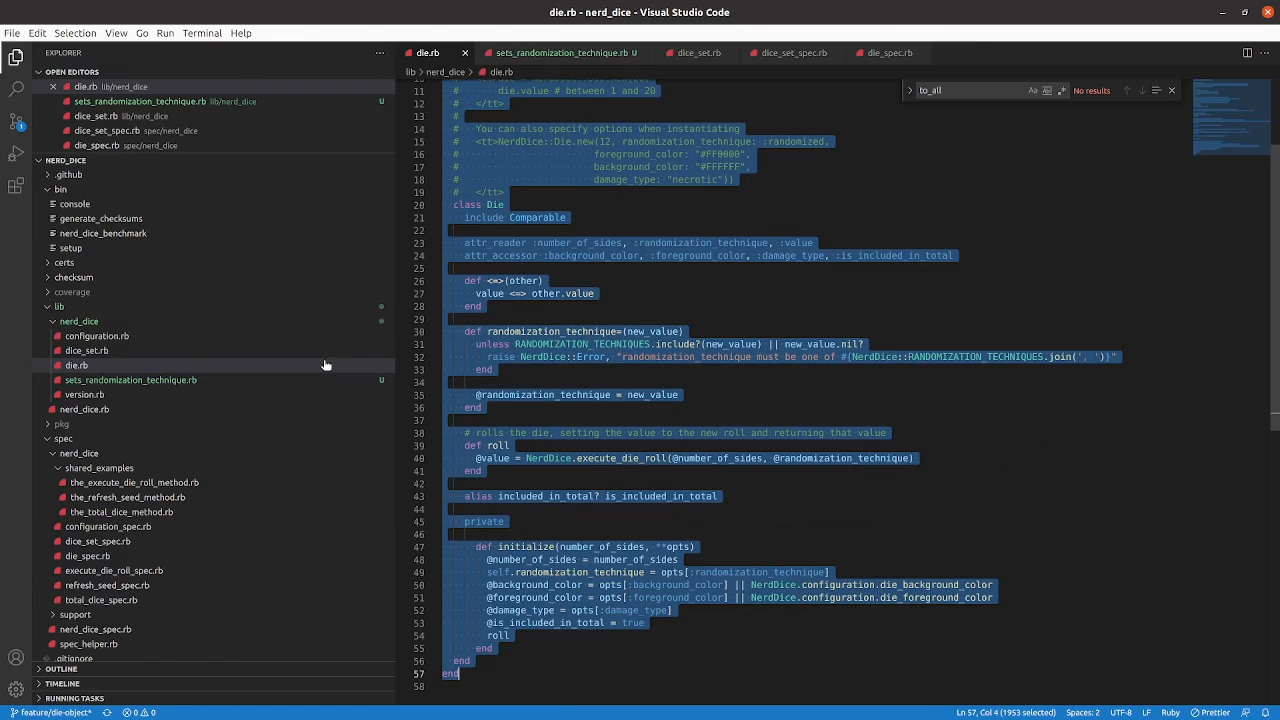 die.rb - nerd_dice - Visual Studio Code
File Edit Selection View Go Run Terminal Help
EXPLORER
OPEN EDITORS
die.rb lib/nerd_dice
sets_randomization_technique.rb lib/nerd_dice U
dice_set.rb lib/nerd_dice
dice_set_spec.rb spec/nerd_dice
die_spec.rb spec/nerd_dice
NERD_DICE
.github
bin
console
generate_checksums
nerd_dice_benchmark
setup
certs
checksum
coverage
lib
nerd_dice
configuration.rb
dice_set.rb
die.rb
sets_randomization_technique.rb U
version.rb
nerd_dice.rb
pkg
spec
nerd_dice
shared_examples
the_execute_die_roll_method.rb
the_refresh_seed_method.rb
the_total_dice_method.rb
configuration_spec.rb
dice_set_spec.rb
die_spec.rb
execute_die_roll_spec.rb
refresh_seed_spec.rb
total_dice_spec.rb
support
nerd_dice_spec.rb
spec_helper.rb
.gitignore
OUTLINE
TIMELINE
RUNNING TASKS
die.rb sets_randomization_technique.rb U dice_set.rb dice_set_spec.rb die_spec.rb
lib > nerd_dice > die.rb
to_all Aa No results
11 # die.value # between 1 and 20
12 # </tt>
13 #
14 # You can also specify options when instantiating
15 # <tt>NerdDice::Die.new(12, randomization_technique: :randomized,
16 # foreground_color: "#FF0000",
17 # background_color: "#FFFFFF",
18 # damage_type: "necrotic"))
19 # </tt>
20 class Die
21 include Comparable
22
23 attr_reader :number_of_sides, :randomization_technique, :value
24 attr_accessor :background_color, :foreground_color, :damage_type, :is_included_in_total
25
26 def <=>(other)
27 value <=> other.value
28 end
29
30 def randomization_technique=(new_value)
31 unless RANDOMIZATION_TECHNIQUES.include?(new_value) || new_value.nil?
32 raise NerdDice::Error, "randomization_technique must be one of #{NerdDice::RANDOMIZATION_TECHNIQUES.join(', ')}"
33 end
34
35 @randomization_technique = new_value
36 end
37
38 # rolls the die, setting the value to the new roll and returning that value
39 def roll
40 @value = NerdDice.execute_die_roll(@number_of_sides, @randomization_technique)
41 end
42
43 alias included_in_total? is_included_in_total
44
45 private
46
47 def initialize(number_of_sides, **opts)
48 @number_of_sides = number_of_sides
49 self.randomization_technique = opts[:randomization_technique]
50 @background_color = opts[:background_color] || NerdDice.configuration.die_background_color
51 @foreground_color = opts[:foreground_color] || NerdDice.configuration.die_foreground_color
52 @damage_type = opts[:damage_type]
53 @is_included_in_total = true
54 roll
55 end
56 end
57 end
58
feature/die-object* 0 0 Ln 57, Col 4 (1953 selected) Spaces: 2 UTF-8 LF Ruby Prettier